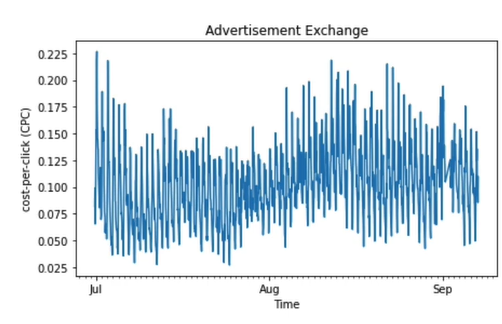 Advertisement Exchange
cost-per-click (CPC)
0.225
0.200
0.175
0.150
0.125
0.100
0.075
0.050
0.025
Jul
Aug
Sep
Time